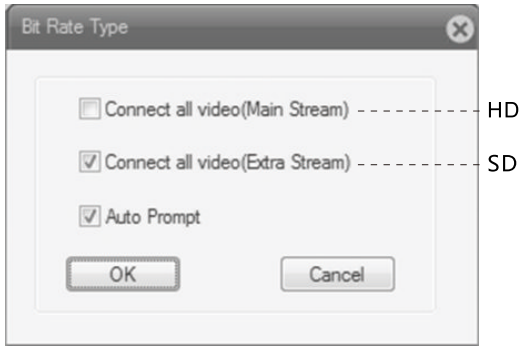 Bit Rate Type
Connect all video(Main Stream) HD
Connect all video(Extra Stream) SD
Auto Prompt
OK Cancel